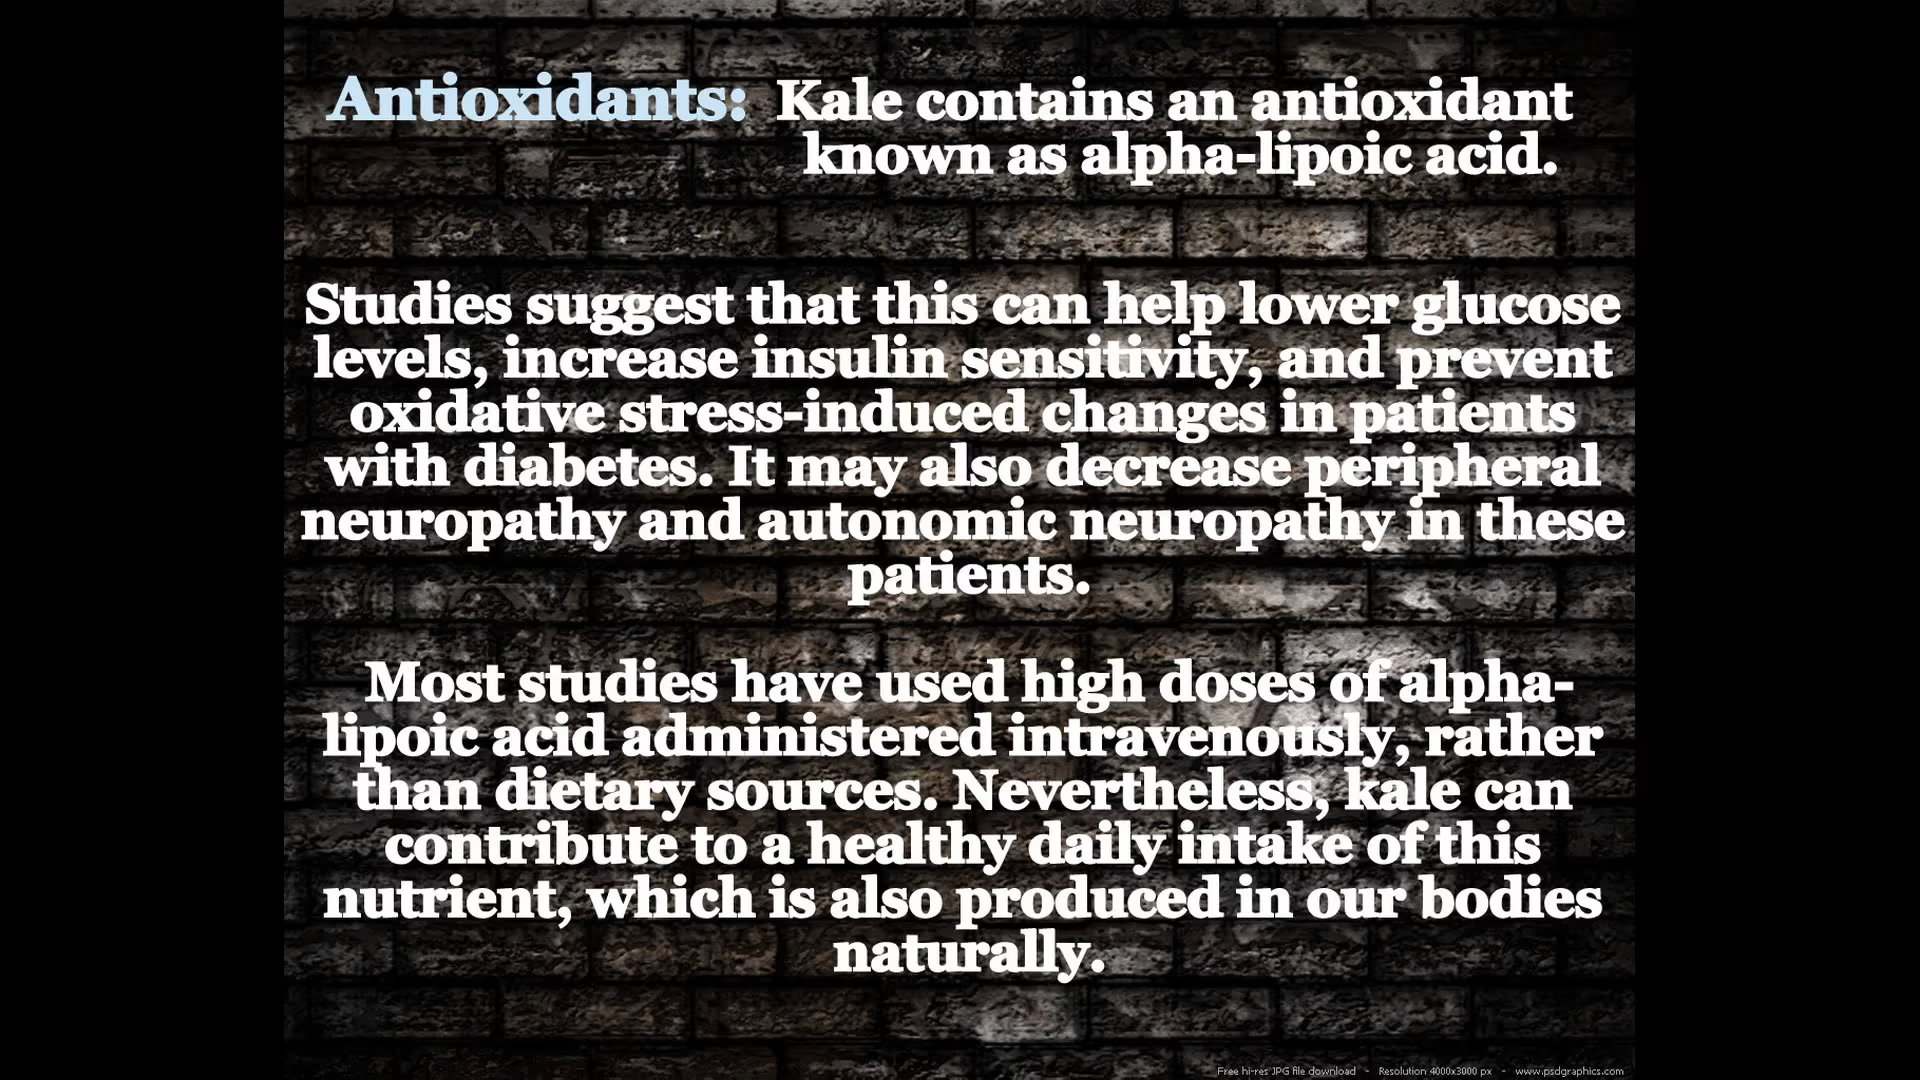 Antioxidants: Kale contains an antioxidant
known as alpha-lipoic acid.
Studies suggest that this can help lower glucose
levels, increase insulin sensitivity, and prevent
oxidative stress-induced changes in patients
with diabetes. It may also decrease peripheral
neuropathy and autonomic neuropathy in these
patients.
Most studies have used high doses of alpha-
lipoic acid administered intravenously, rather
than dietary sources. Nevertheless, kale can
contribute to a healthy daily intake of this
nutrient, which is also produced in our bodies
naturally.
Free hi-res JPG file download - Resolution 4000x3000 px - www.psdgraphics.com